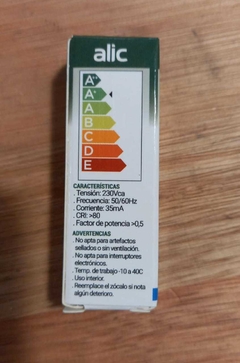 alic
A++
A+
A
B
C
D
E
CARACTERÍSTICAS
. Tensión: 230Vca
. Frecuencia: 50/60Hz
. Corriente: 35mA
. CRI: >80
. Factor de potencia >0,5
ADVERTENCIAS
. No apta para artefactos
sellados o sin ventilación.
. No apta para interruptores
electrónicos.
. Temp. de trabajo -10 a 40C
. Uso interior.
. Reemplace el zócalo si nota
algún deterioro.